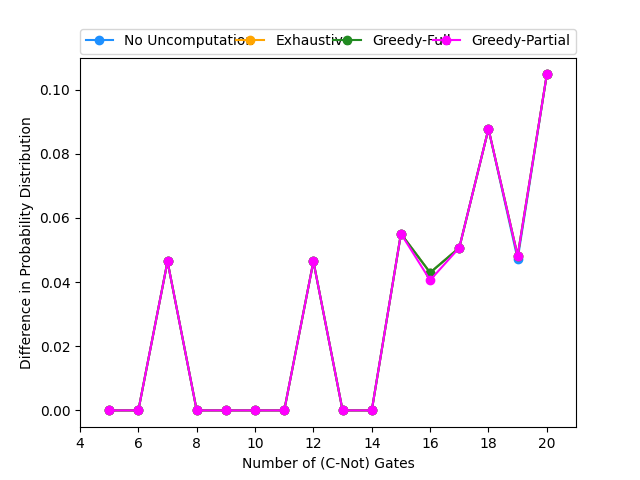 No Uncomputation Exhaustive Greedy-Full Greedy-Partial
0.10
0.08
0.06
0.04
0.02
0.00
Difference in Probability Distribution
4 6 8 10 12 14 16 18 20
Number of (C-Not) Gates